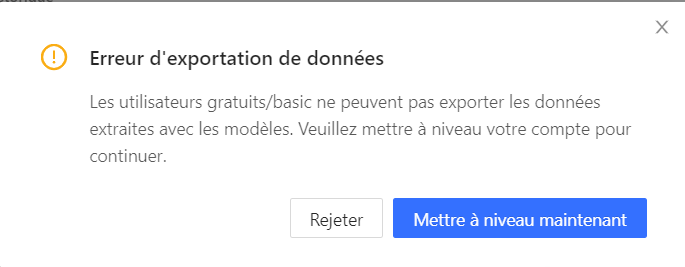 Erreur d'exportation de données
Les utilisateurs gratuits/basic ne peuvent pas exporter les données
extraites avec les modèles. Veuillez mettre à niveau votre compte pour
continuer.
Rejeter
Mettre à niveau maintenant